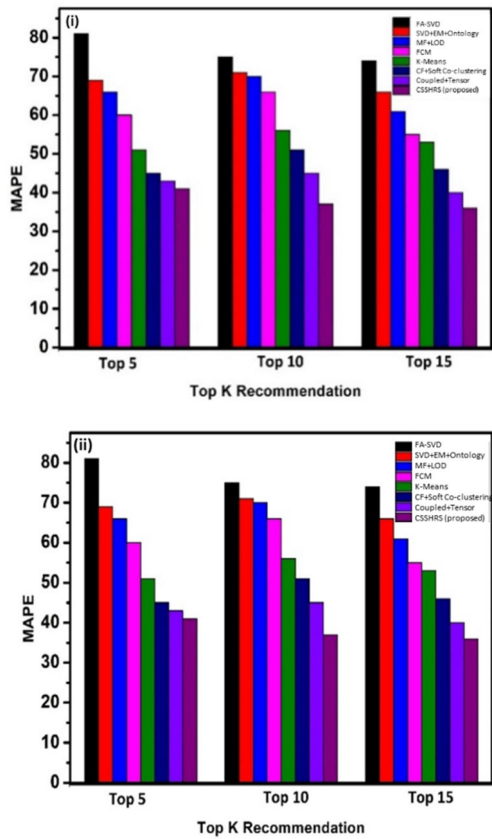 (i)
FA-SVD
SVD+EM+Ontology
MF+LOD
FCM
K-Means
CF+Soft Co-clustering
Coupled+Tensor
CSSHRS (proposed)
80
70
60
50
40
30
20
10
0
MAPE
Top 5 Top 10 Top 15
Top K Recommendation
(ii)
FA-SVD
SVD+EM+Ontology
MF+LOD
FCM
K-Means
CF+Soft Co-clustering
Coupled+Tensor
CSSHRS (proposed)
80
70
60
50
40
30
20
10
0
MAPE
Top 5 Top 10 Top 15
Top K Recommendation